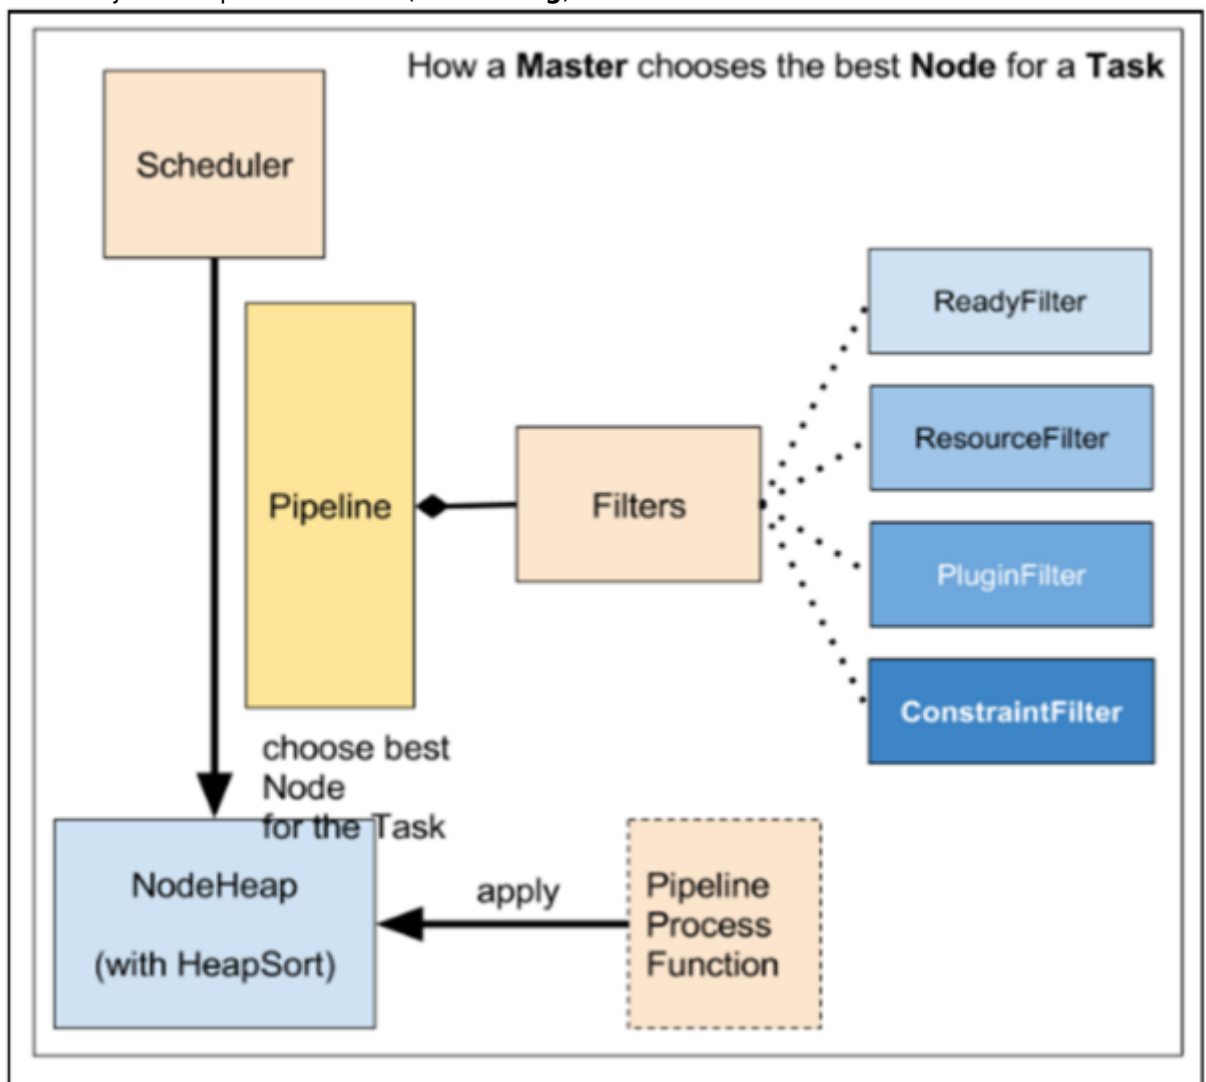 How a Master chooses the best Node for a Task
Scheduler
ReadyFilter
ResourceFilter
Pipeline
Filters
PluginFilter
ConstraintFilter
choose best
Node
for the Task
NodeHeap
(with HeapSort)
apply
Pipeline
Process
Function